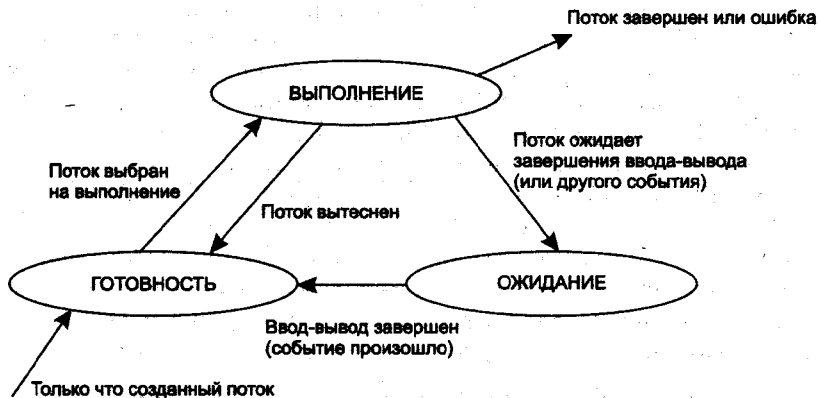 Поток завершен или ошибка
ВЫПОЛНЕНИЕ
Поток ожидает
завершения ввода-вывода
(или другого события)
Поток выбран
на выполнение
Поток вытеснен
ГОТОВНОСТЬ
ОЖИДАНИЕ
Ввод-вывод завершен
(событие произошло)
Только что созданный поток